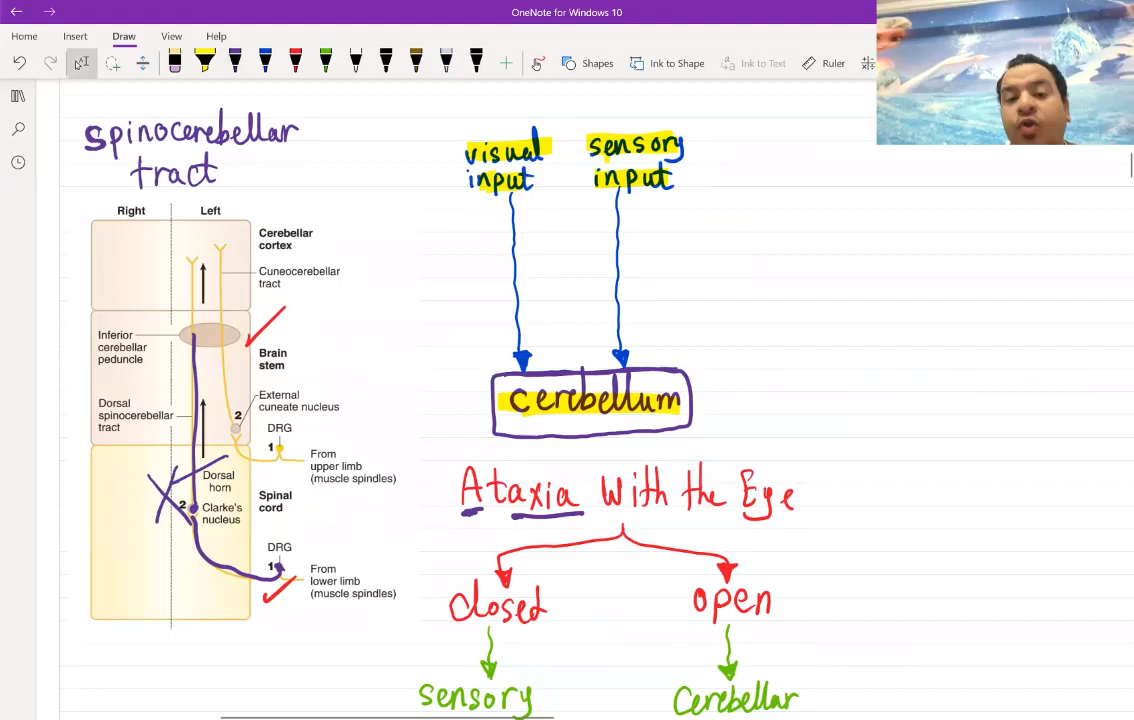 OneNote for Windows 10
Home Insert Draw View Help
Shapes Ink to Shape Ink to Text Ruler
spinocerebellar
tract
Right Left
Cerebellar
cortex
Cuneocerebellar
tract
Inferior
cerebellar
peduncle
Brain
stem
External
cuneate nucleus
Dorsal
spinocerebellar
tract
2
DRG
1
From
upper limb
(muscle spindles)
Dorsal
horn
Spinal
cord
2 Clarke's
nucleus
DRG
1
From
lower limb
(muscle spindles)
visual
input
sensory
input
cerebellum
Ataxia with the Eye
closed open
sensory Cerebellar